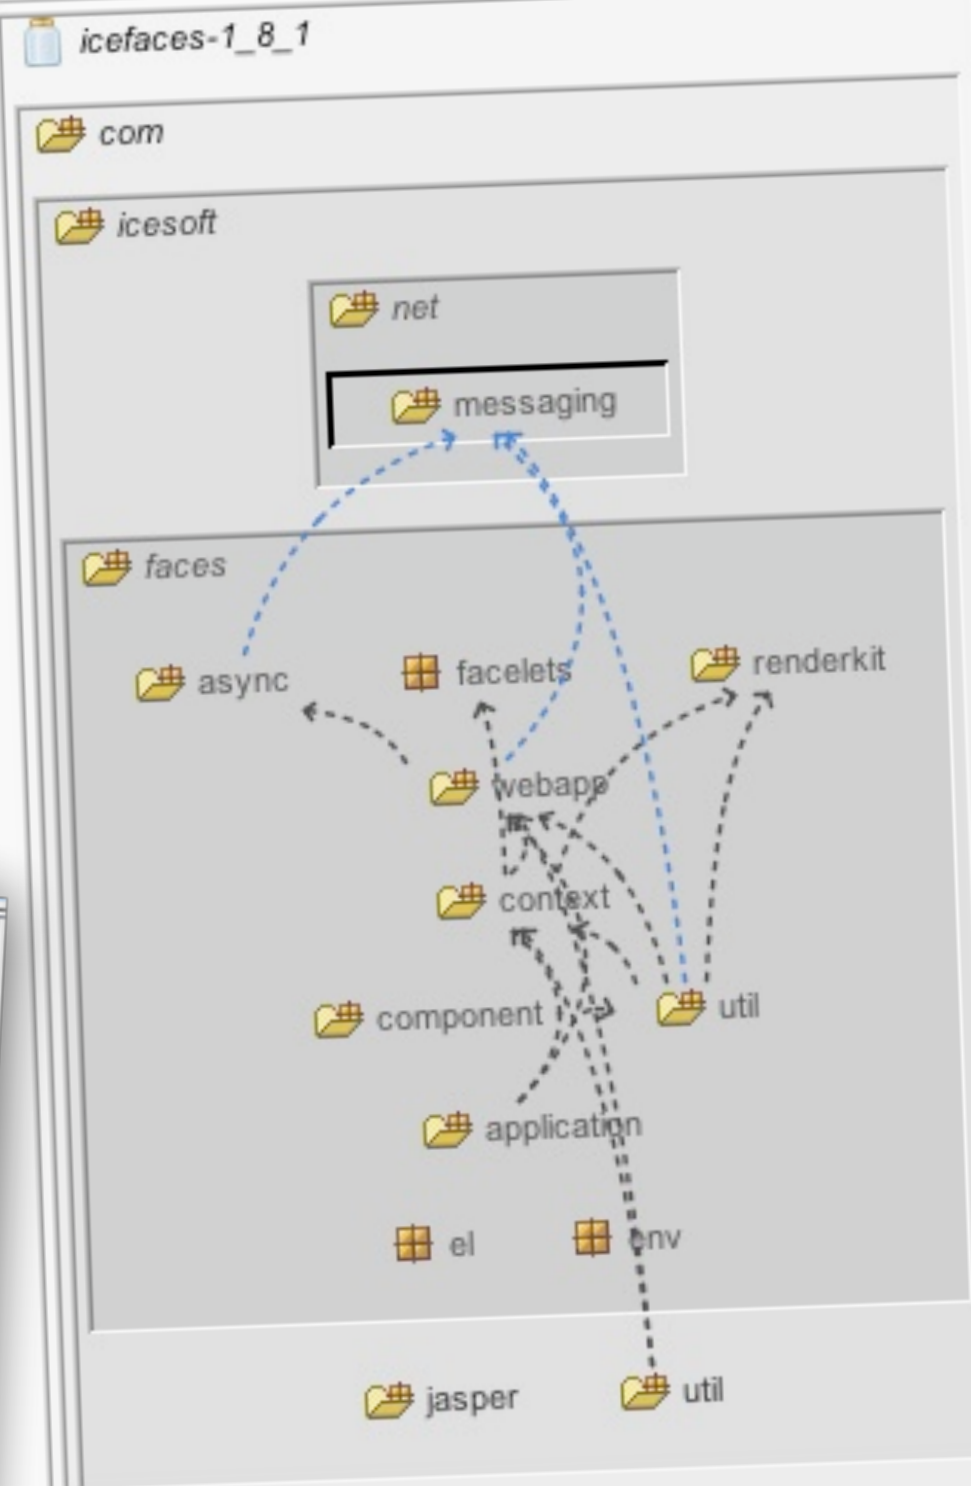 icefaces-1_8_1
com
icesoft
net
messaging
faces
async
facelets
renderkit
webapp
context
component
util
application
el
env
jasper
util